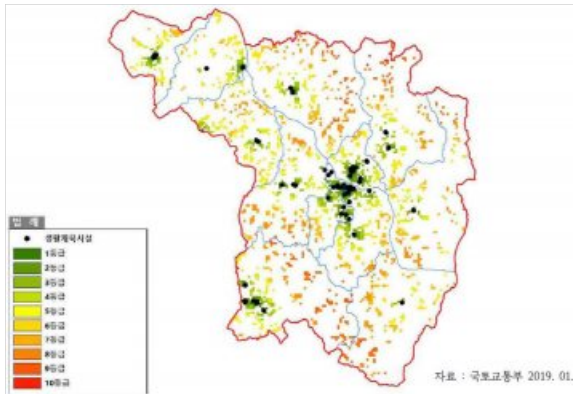 범 례
생활체육시설
1등급
2등급
3등급
4등급
5등급
6등급
7등급
8등급
9등급
10등급
자료 : 국토교통부 2019. 01.